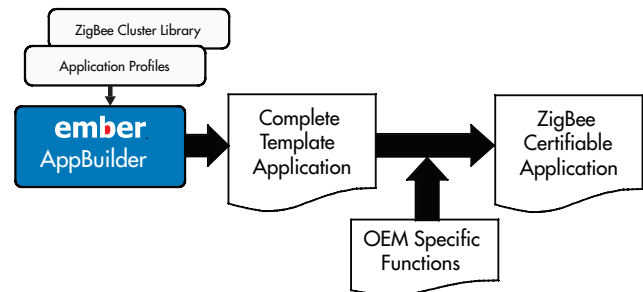 ZigBee Cluster Library
Application Profiles
ember
AppBuilder
Complete
Template
Application
ZigBee
Certifiable
Application
OEM Specific
Functions